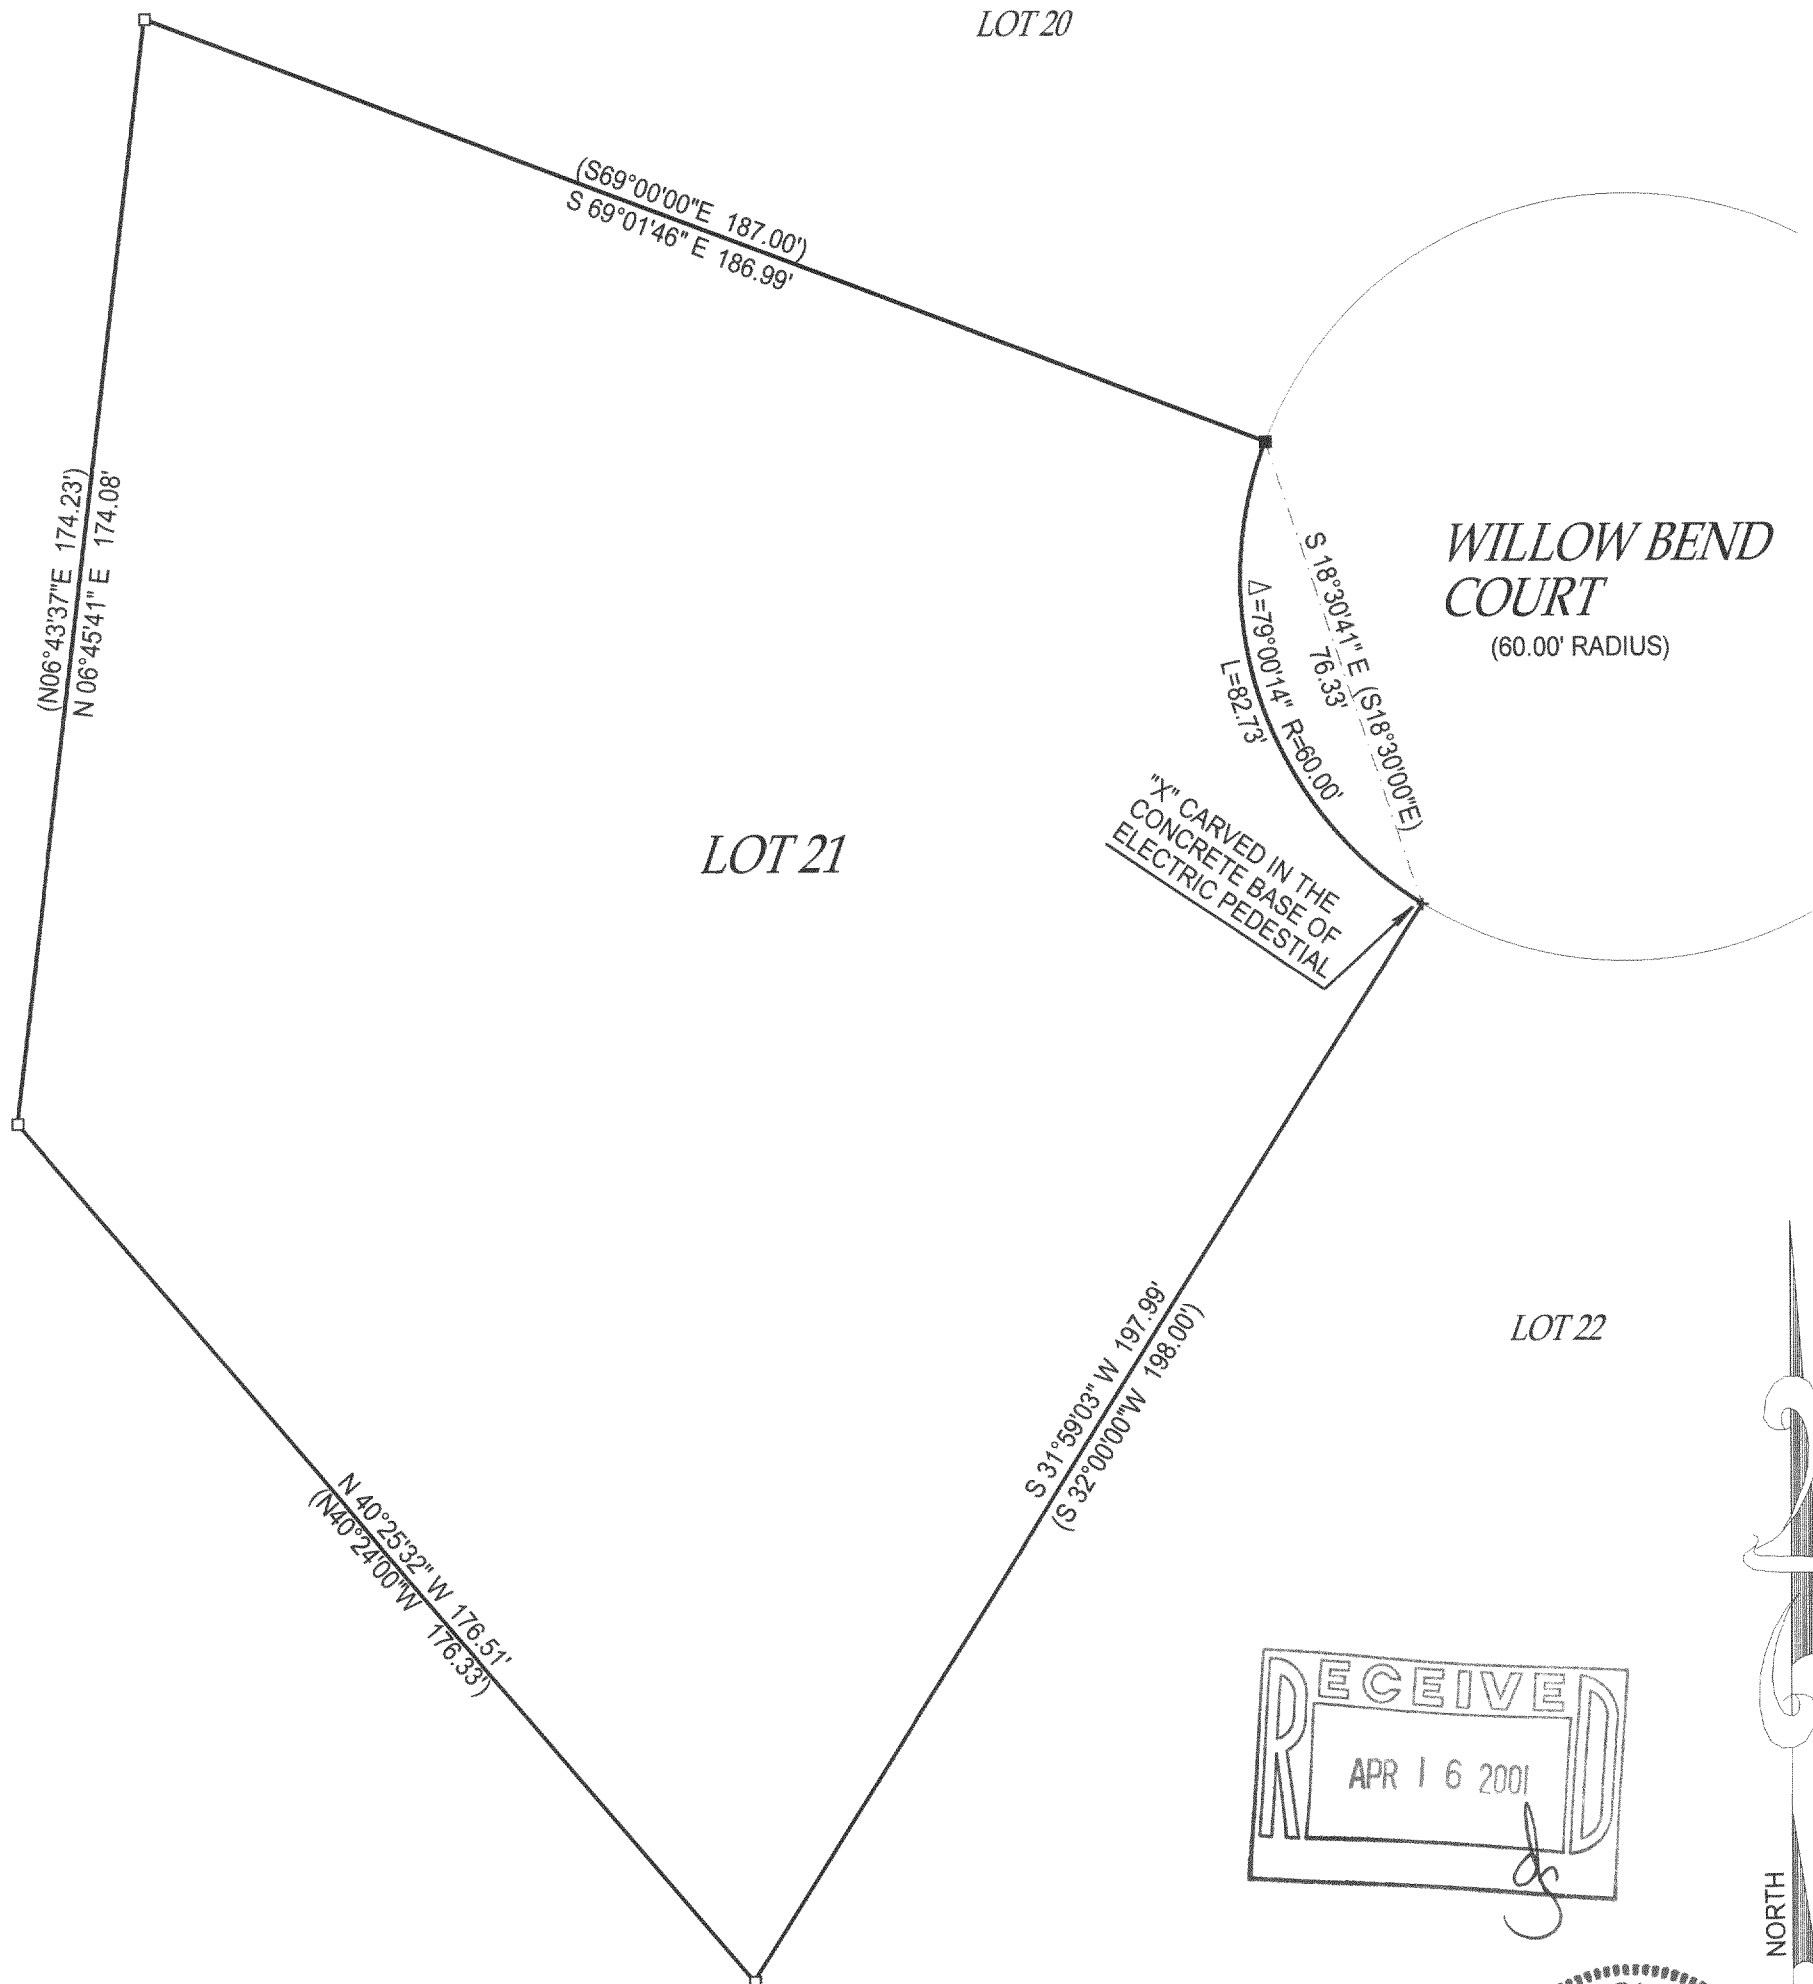 LOT 20
(S69°00'00"E 187.00')
S 69°01'46" E 186.99'
(N06°43'37"E 174.23')
N 06°45'41" E 174.08'
S 18°30'41" E (S18°30'00"E)
76.33'
Δ=79°00'14" R=60.00'
L=82.73'
WILLOW BEND
COURT
(60.00' RADIUS)
"X" CARVED IN THE
CONCRETE BASE OF
ELECTRIC PEDESTIAL
LOT 21
LOT 22
S 31°59'03" W 197.99'
(S 32°00'00"W 198.00')
N 40°25'32" W 176.51'
(N40°24'00"W 176.33')
RECEIVED
APR 16 2001
ds
NORTH